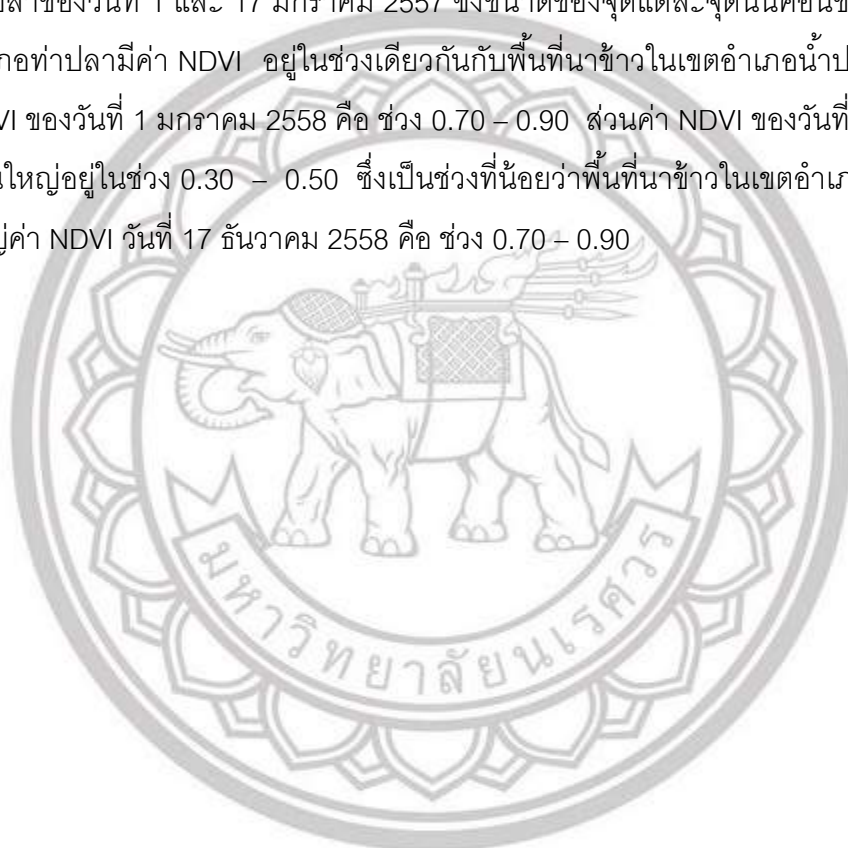 ของวันที่ 1 และ 17 มกราคม 2557 ซึ่งขนาดของจุดแต่ละจุดนั้น
ท่าปลามีค่า NDVI อยู่ในช่วงเดียวกันกับพื้นที่นาข้าวในเขตอำเภอน้ำป
VI ของวันที่ 1 มกราคม 2558 คือ ช่วง 0.70 – 0.90 ส่วนค่า NDVI ของวันที่
ใหญ่อยู่ในช่วง 0.30 – 0.50 ซึ่งเป็นช่วงที่น้อยว่าพื้นที่นาข้าวในเขตอำเภ
ค่า NDVI วันที่ 17 ธันวาคม 2558 คือ ช่วง 0.70 – 0.90
มหาวิทยาลัยนเรศวร